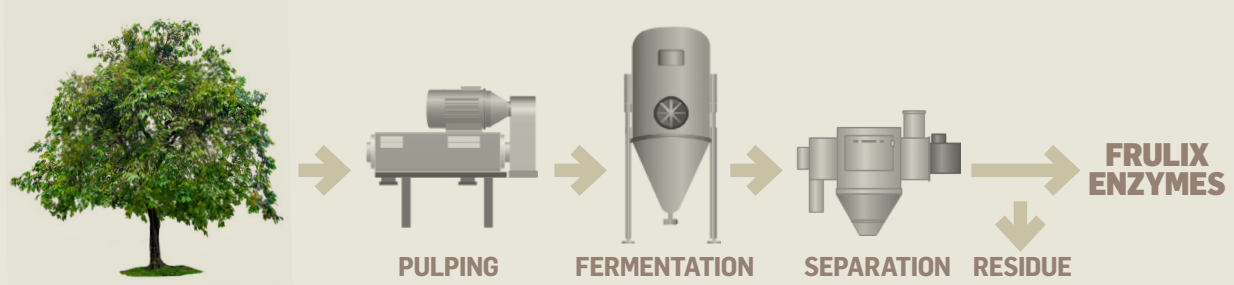 FRULIX
ENZYMES
PULPING
FERMENTATION
SEPARATION
RESIDUE